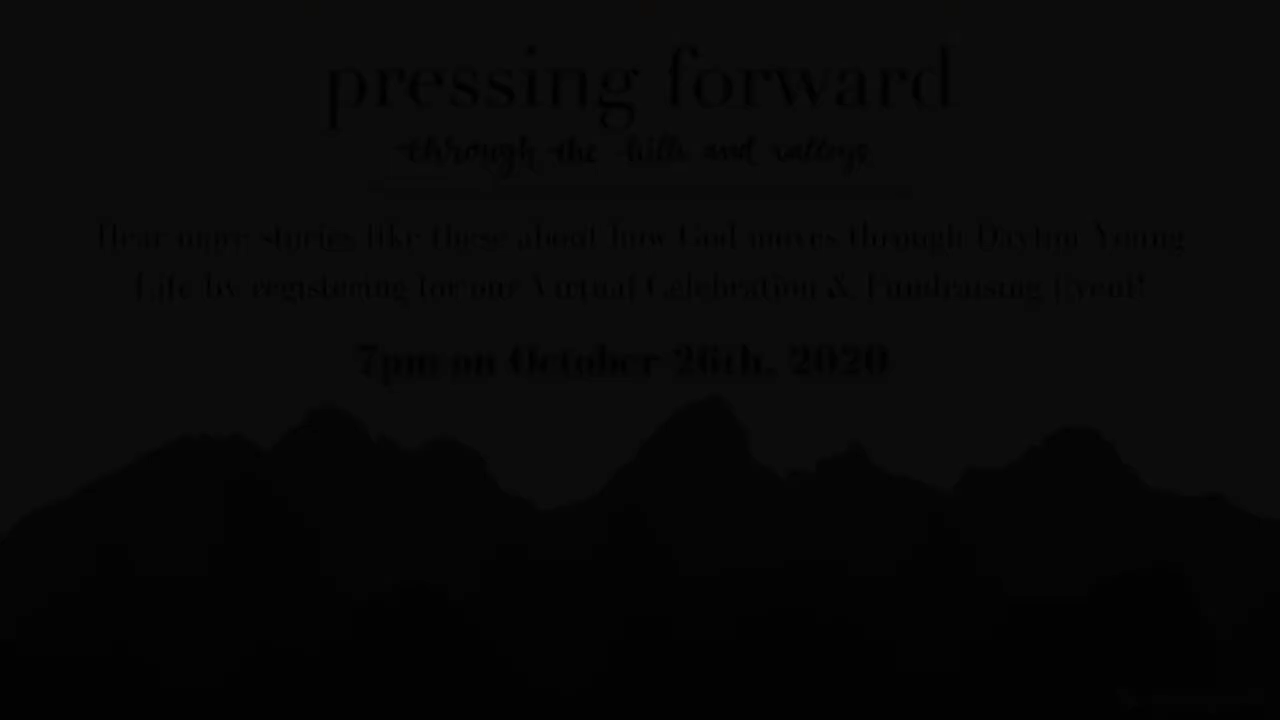 pressing forward
through the hills and valleys
Hear more stories like these about how God moves through Dayton Young
Life by registering for our Virtual Celebration & Fundraising Event!
7pm on October 26th, 2020